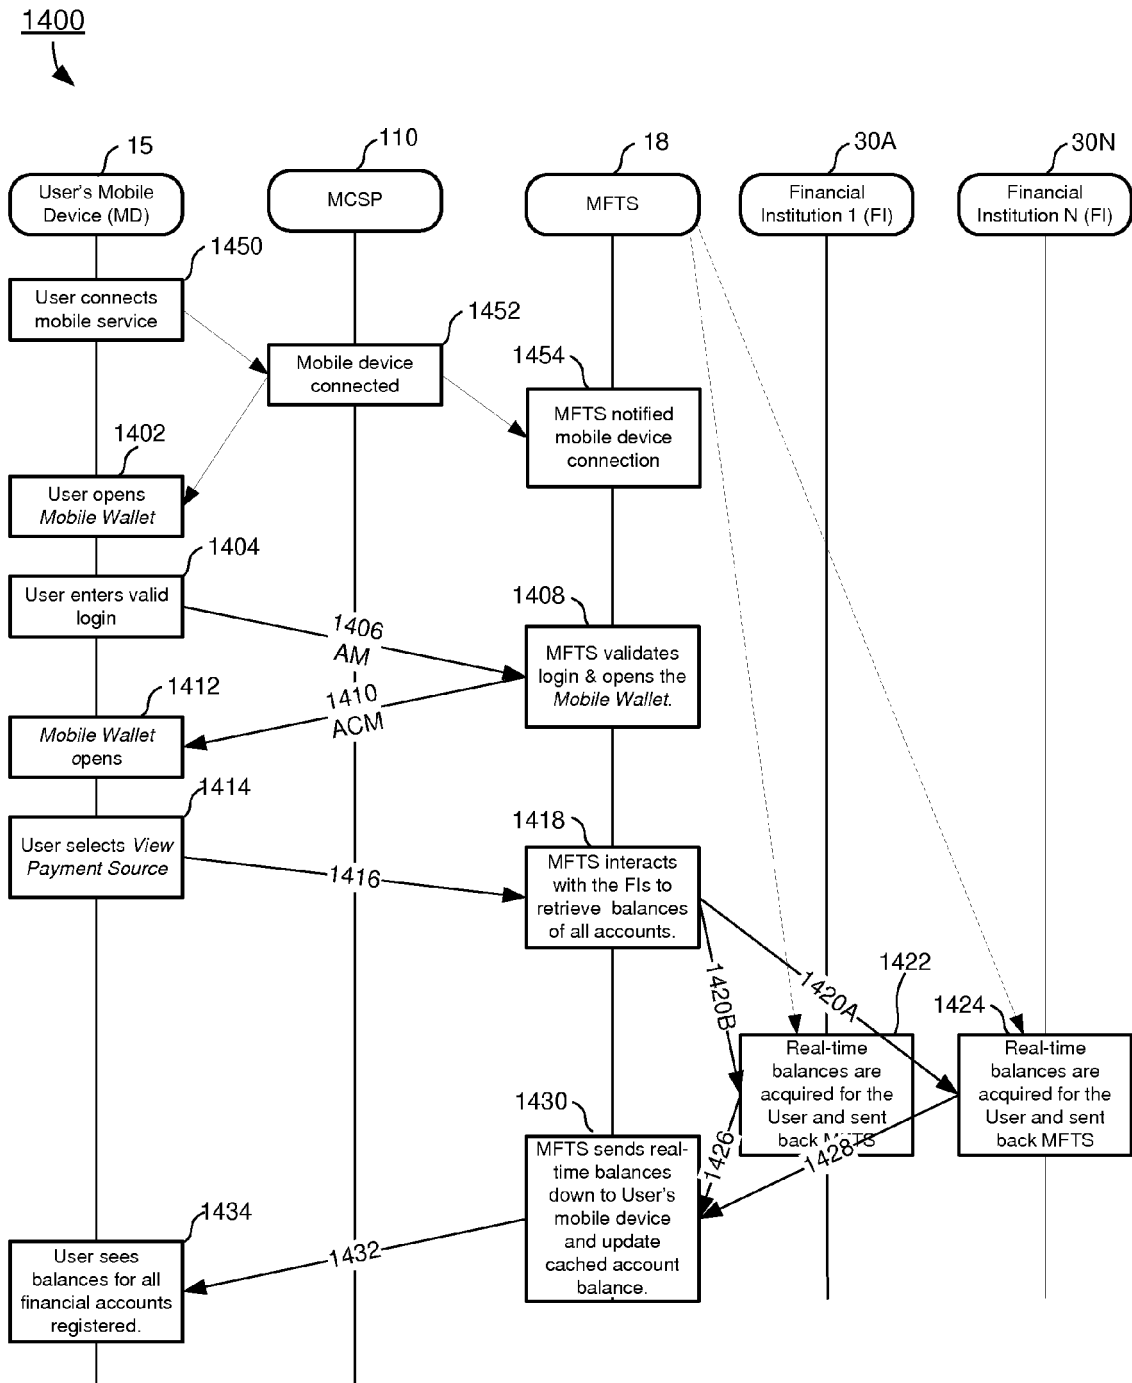 1400
15
110
18
30A
30N
User's Mobile
Device (MD)
MCSP
MFTS
Financial
Institution 1 (FI)
Financial
Institution N (FI)
1450
User connects
mobile service
1452
Mobile device
connected
1454
MFTS notified
mobile device
connection
1402
User opens
Mobile Wallet
1404
User enters valid
login
1406
AM
1408
MFTS validates
login & opens the
Mobile Wallet.
1410
ACM
1412
Mobile Wallet
opens
1414
User selects View
Payment Source
1416
1418
MFTS interacts
with the FIs to
retrieve balances
of all accounts.
1420B
1420A
1422
Real-time
balances are
acquired for the
User and sent
back MFTS
1424
Real-time
balances are
acquired for the
User and sent
back MFTS
1426
1428
1430
MFTS sends real-
time balances
down to User's
mobile device
and update
cached account
balance.
1432
1434
User sees
balances for all
financial accounts
registered.